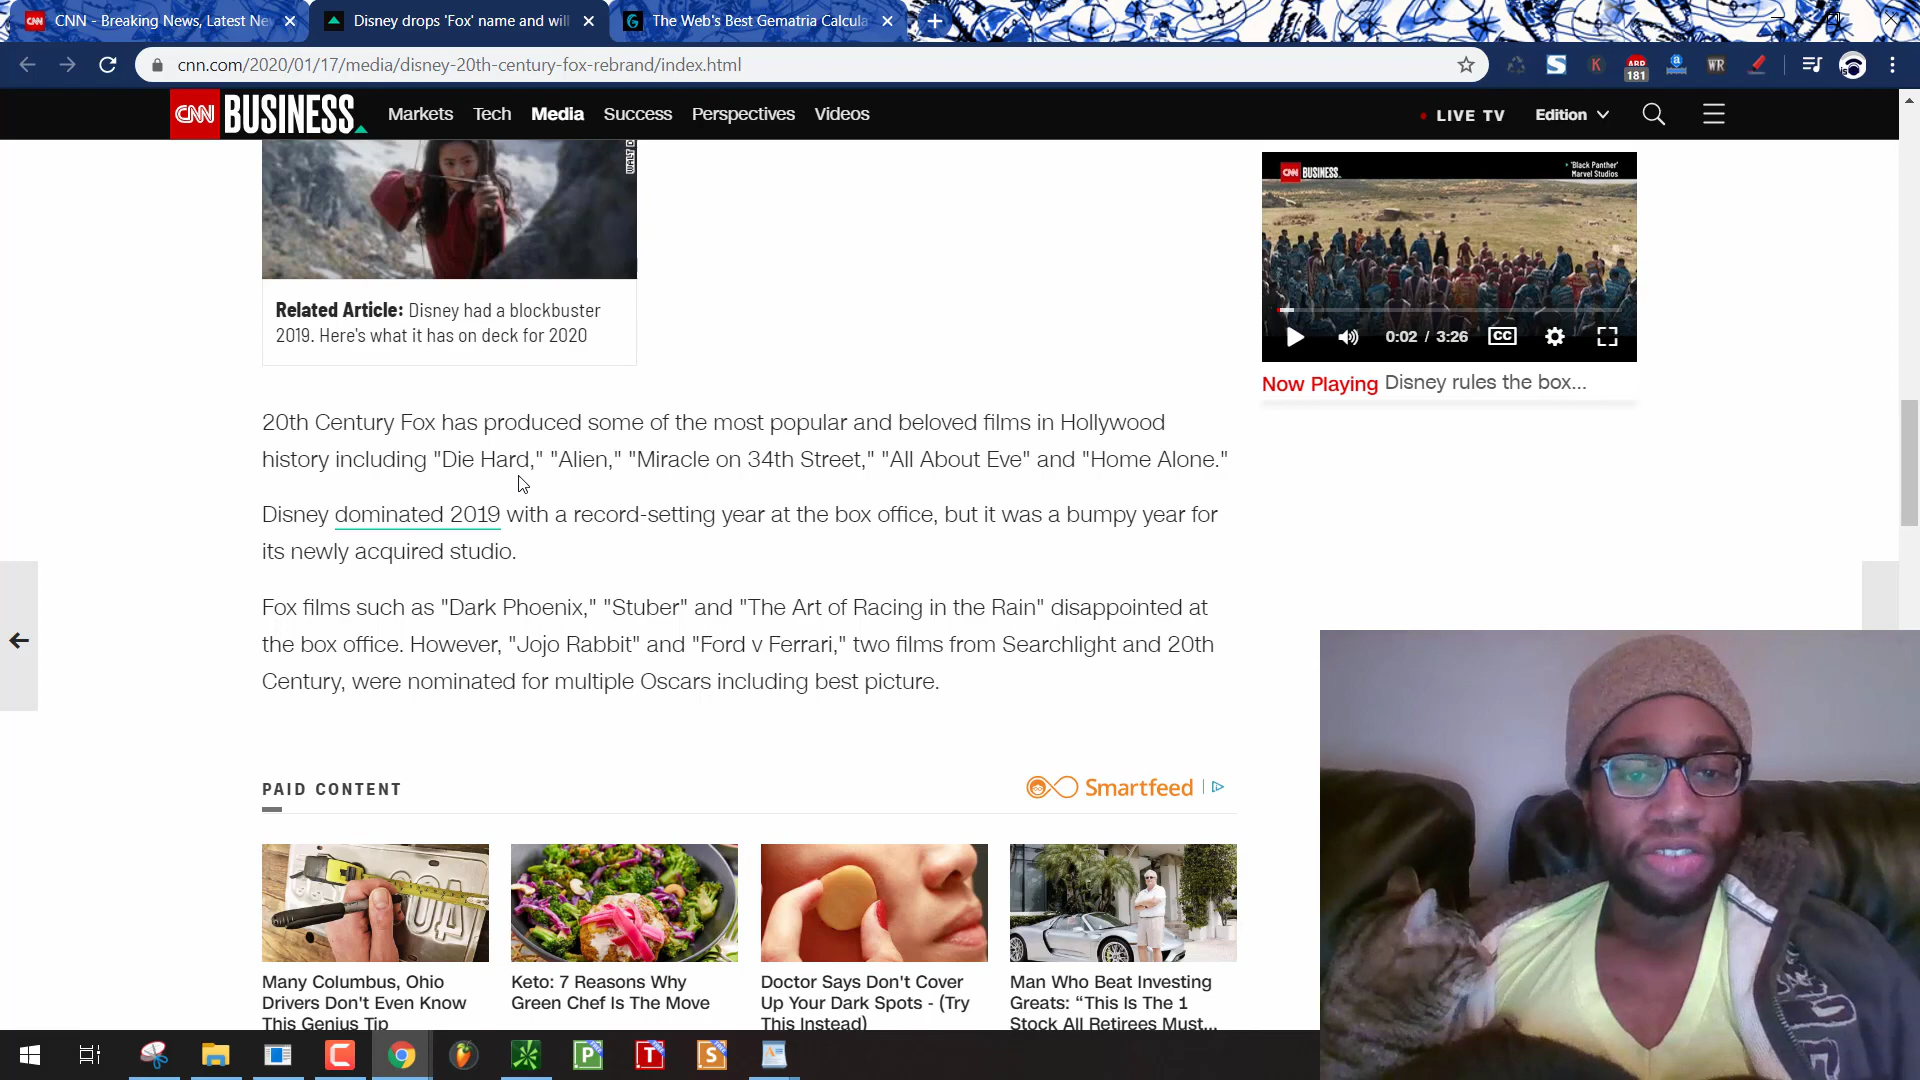 CNN - Breaking News, Latest Ne
Disney drops 'Fox' name and will
The Web's Best Gematria Calcula
cnn.com/2020/01/17/media/disney-20th-century-fox-rebrand/index.html
ABP
181
WR
CNN BUSINESS
Markets
Tech
Media
Success
Perspectives
Videos
LIVE TV
Edition
Related Article: Disney had a blockbuster
2019. Here's what it has on deck for 2020
CNN BUSINESS
'Black Panther'
Marvel Studios
0:02 / 3:26
CC
Now Playing Disney rules the box...
20th Century Fox has produced some of the most popular and beloved films in Hollywood
history including "Die Hard," "Alien," "Miracle on 34th Street," "All About Eve" and "Home Alone."
Disney dominated 2019 with a record-setting year at the box office, but it was a bumpy year for
its newly acquired studio.
Fox films such as "Dark Phoenix," "Stuber" and "The Art of Racing in the Rain" disappointed at
the box office. However, "Jojo Rabbit" and "Ford v Ferrari," two films from Searchlight and 20th
Century, were nominated for multiple Oscars including best picture.
PAID CONTENT
Smartfeed
Many Columbus, Ohio
Drivers Don't Even Know
This Genius Tip
Keto: 7 Reasons Why
Green Chef Is The Move
Doctor Says Don't Cover
Up Your Dark Spots - (Try
This Instead)
Man Who Beat Investing
Greats: “This Is The 1
Stock All Retirees Must...